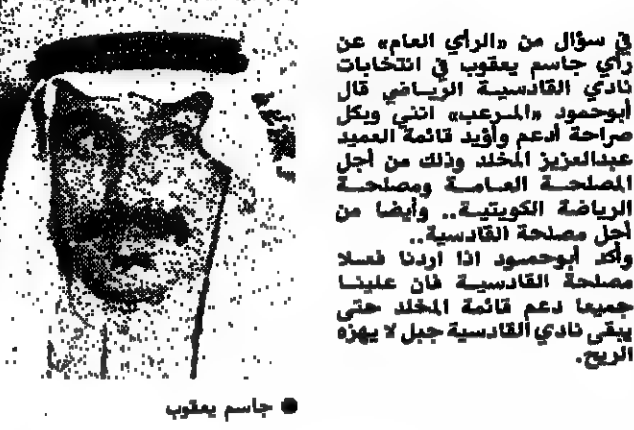 في سؤال من «الرأي العام» عن
رأي جاسم يعقوب في انتخابات
نادي القادسية الرياضي قال
أبوحمود «المرعب» انني وبكل
صراحة أدعم وأؤيد قائمة العميد
عبدالعزيز المخلد وذلك من أجل
المصلحة العامة ومصلحة
الرياضة الكويتية.. وأيضا من
أجل مصلحة القادسية..
وأكد أبوحمود اذا اردنا فعلا
مصلحة القادسية فان علينا
جميعا دعم قائمة المخلد حتى
يبقى نادي القادسية جبل لا يهزه
الريح.
● جاسم يعقوب